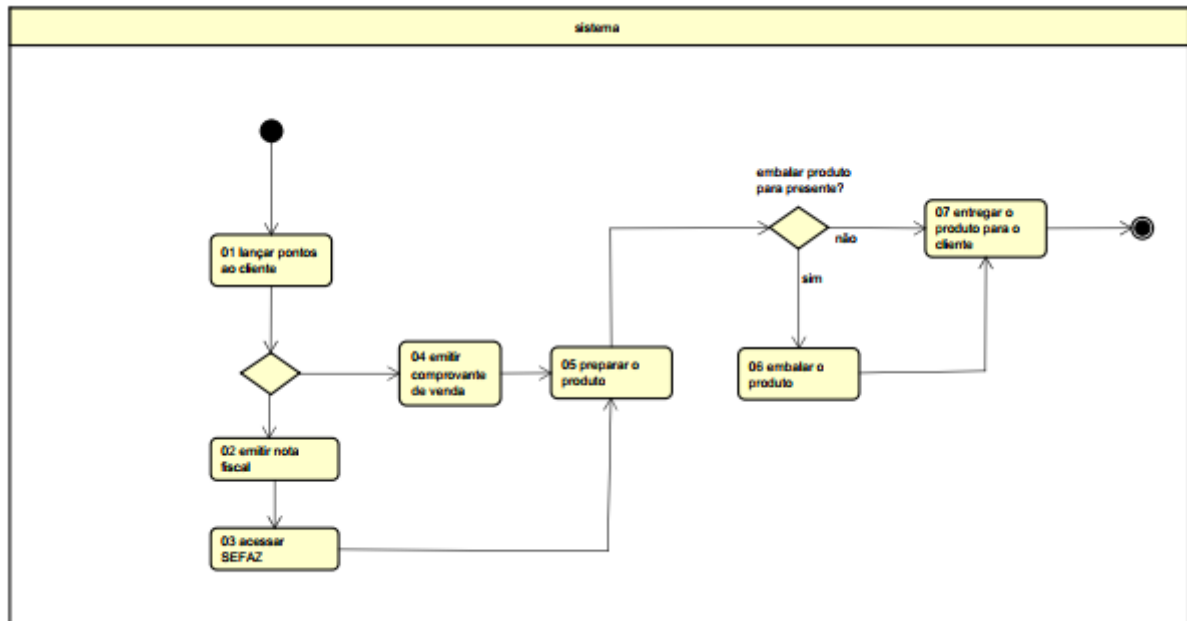 sistema
embalar produto
para presente?
07 entregar o
produto para o
cliente
não
01 lançar pontos
ao cliente
sim
04 emitir
comprovante
de venda
05 preparar o
produto
06 embalar o
produto
02 emitir nota
fiscal
03 acessar
SEFAZ